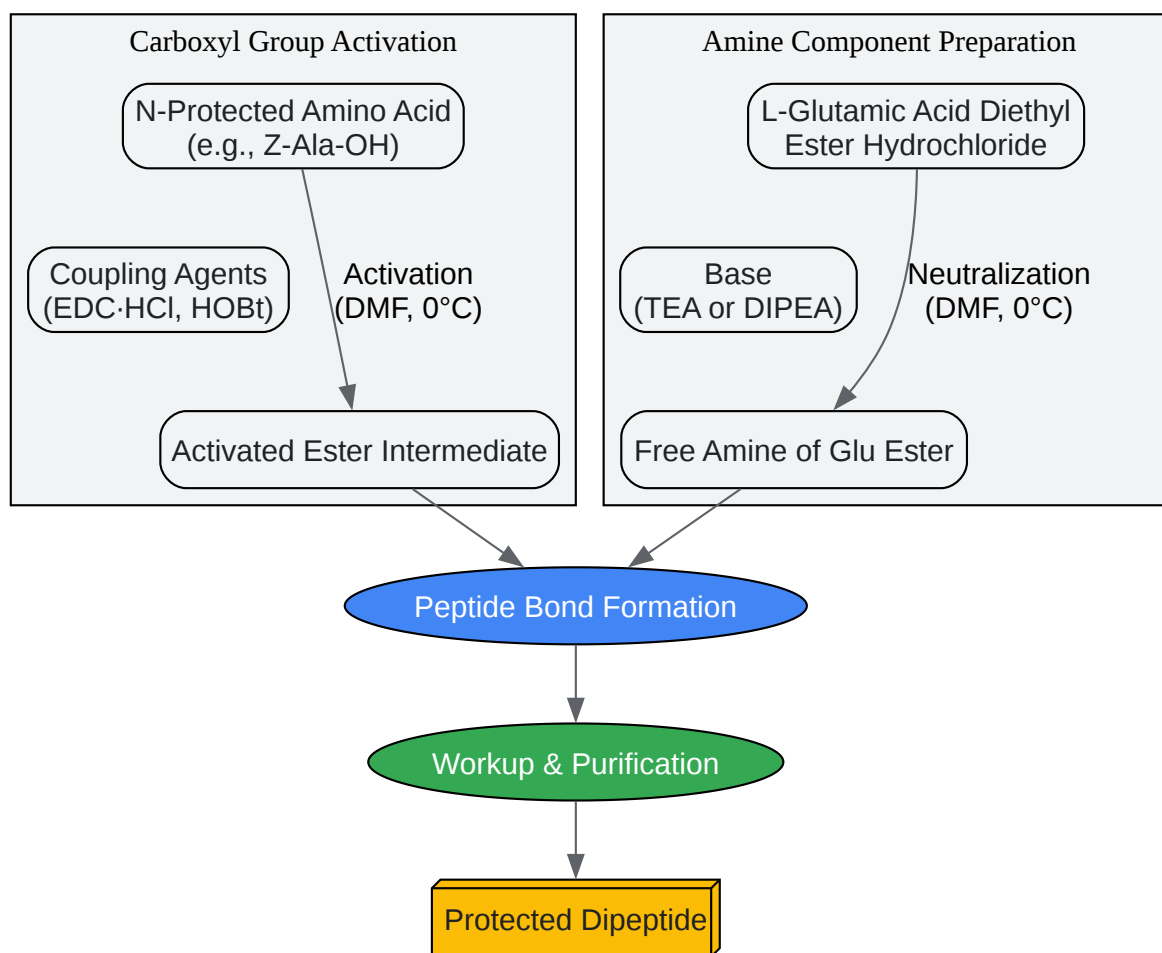 Carboxyl Group Activation
N-Protected Amino Acid
(e.g., Z-Ala-OH)
Coupling Agents
(EDC·HCl, HOBt)
Activation
(DMF, 0°C)
Activated Ester Intermediate
Amine Component Preparation
L-Glutamic Acid Diethyl
Ester Hydrochloride
Base
(TEA or DIPEA)
Neutralization
(DMF, 0°C)
Free Amine of Glu Ester
Peptide Bond Formation
Workup & Purification
Protected Dipeptide